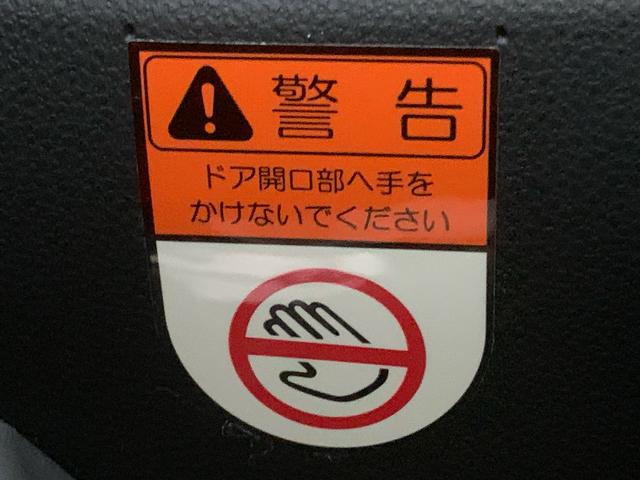 警告
ドア開口部へ手を
かけないでください